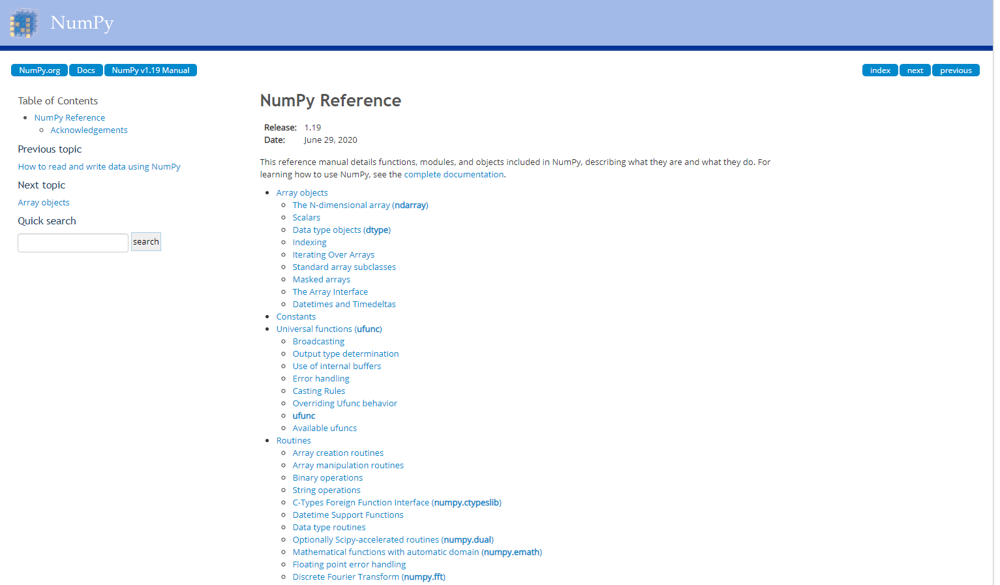 NumPy
NumPy.org Docs NumPy v1.19 Manual
index next previous
Table of Contents
NumPy Reference
Acknowledgements
Previous topic
How to read and write data using NumPy
Next topic
Array objects
Quick search
search
NumPy Reference
Release: 1.19
Date: June 29, 2020
This reference manual details functions, modules, and objects included in NumPy, describing what they are and what they do. For
learning how to use NumPy, see the complete documentation.
Array objects
The N-dimensional array (ndarray)
Scalars
Data type objects (dtype)
Indexing
Iterating Over Arrays
Standard array subclasses
Masked arrays
The Array Interface
Datetimes and Timedeltas
Constants
Universal functions (ufunc)
Broadcasting
Output type determination
Use of internal buffers
Error handling
Casting Rules
Overriding Ufunc behavior
ufunc
Available ufuncs
Routines
Array creation routines
Array manipulation routines
Binary operations
String operations
C-Types Foreign Function Interface (numpy.ctypeslib)
Datetime Support Functions
Data type routines
Optionally Scipy-accelerated routines (numpy.dual)
Mathematical functions with automatic domain (numpy.emath)
Floating point error handling
Discrete Fourier Transform (numpy.fft)